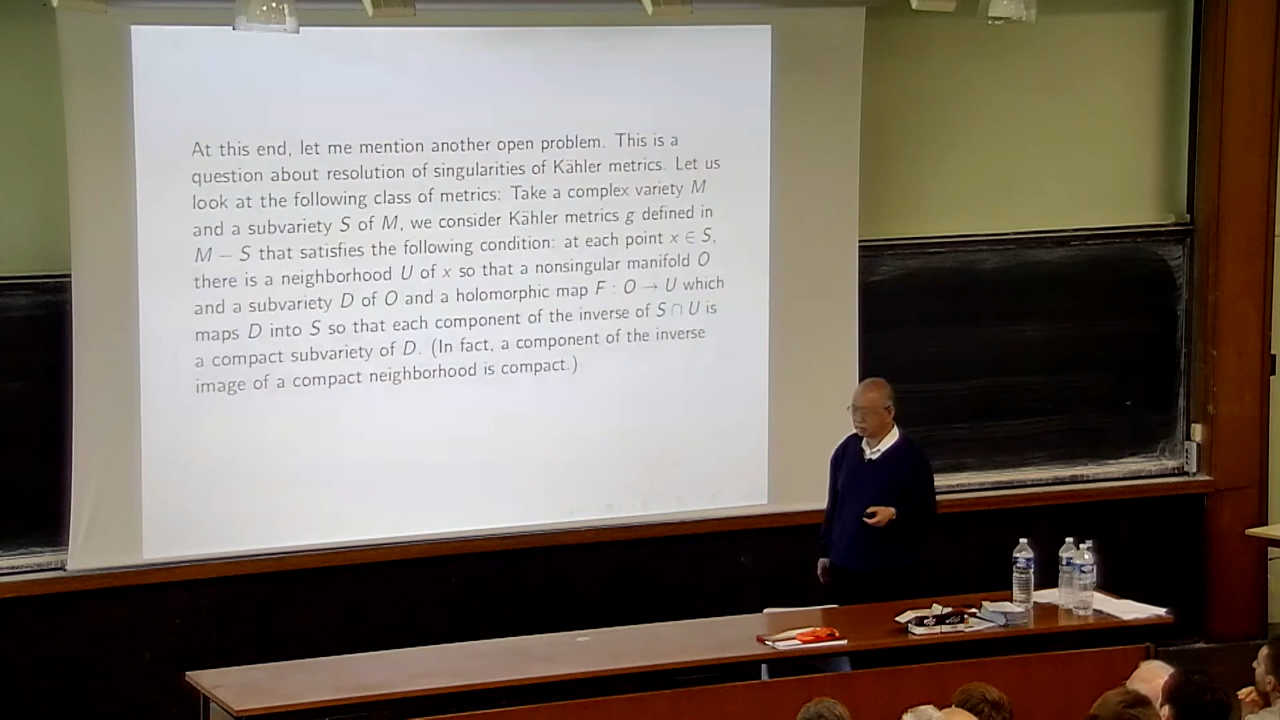 At this end, let me mention another open problem. This is a
question about resolution of singularities of Kähler metrics. Let us
look at the following class of metrics: Take a complex variety M
and a subvariety S of M, we consider Kähler metrics g defined in
M − S that satisfies the following condition: at each point x ∈ S,
there is a neighborhood U of x so that a nonsingular manifold O
and a subvariety D of O and a holomorphic map F : O → U which
maps D into S so that each component of the inverse of S ∩ U is
a compact subvariety of D. (In fact, a component of the inverse
image of a compact neighborhood is compact.)